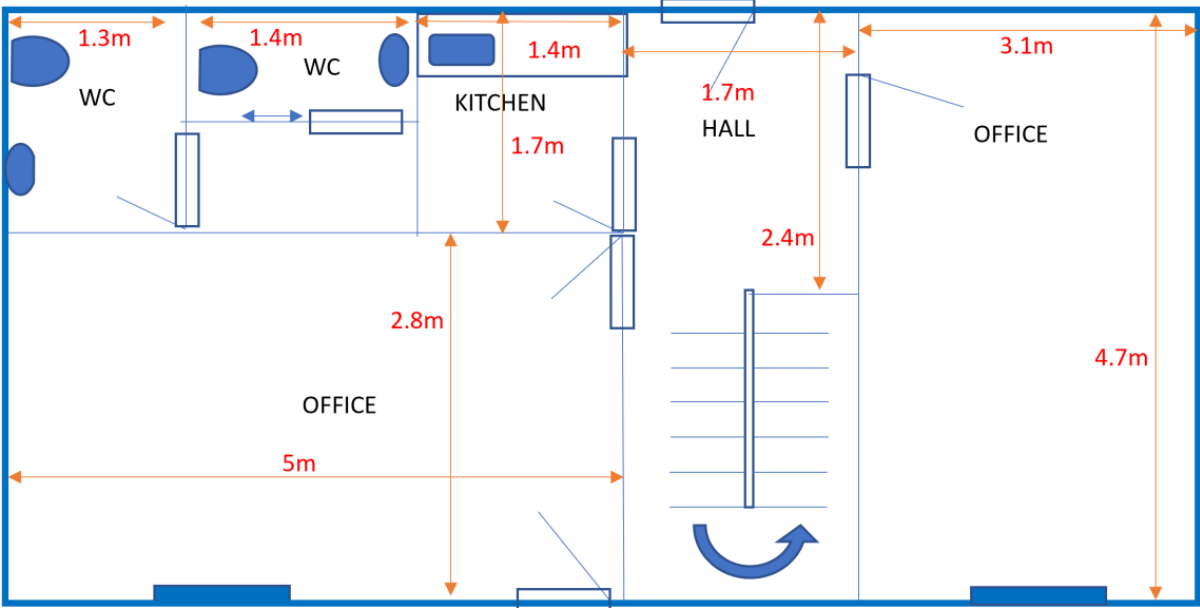 1.3m
1.4m
1.4m
3.1m
WC
WC
KITCHEN
1.7m
HALL
OFFICE
1.7m
2.4m
2.8m
4.7m
OFFICE
5m